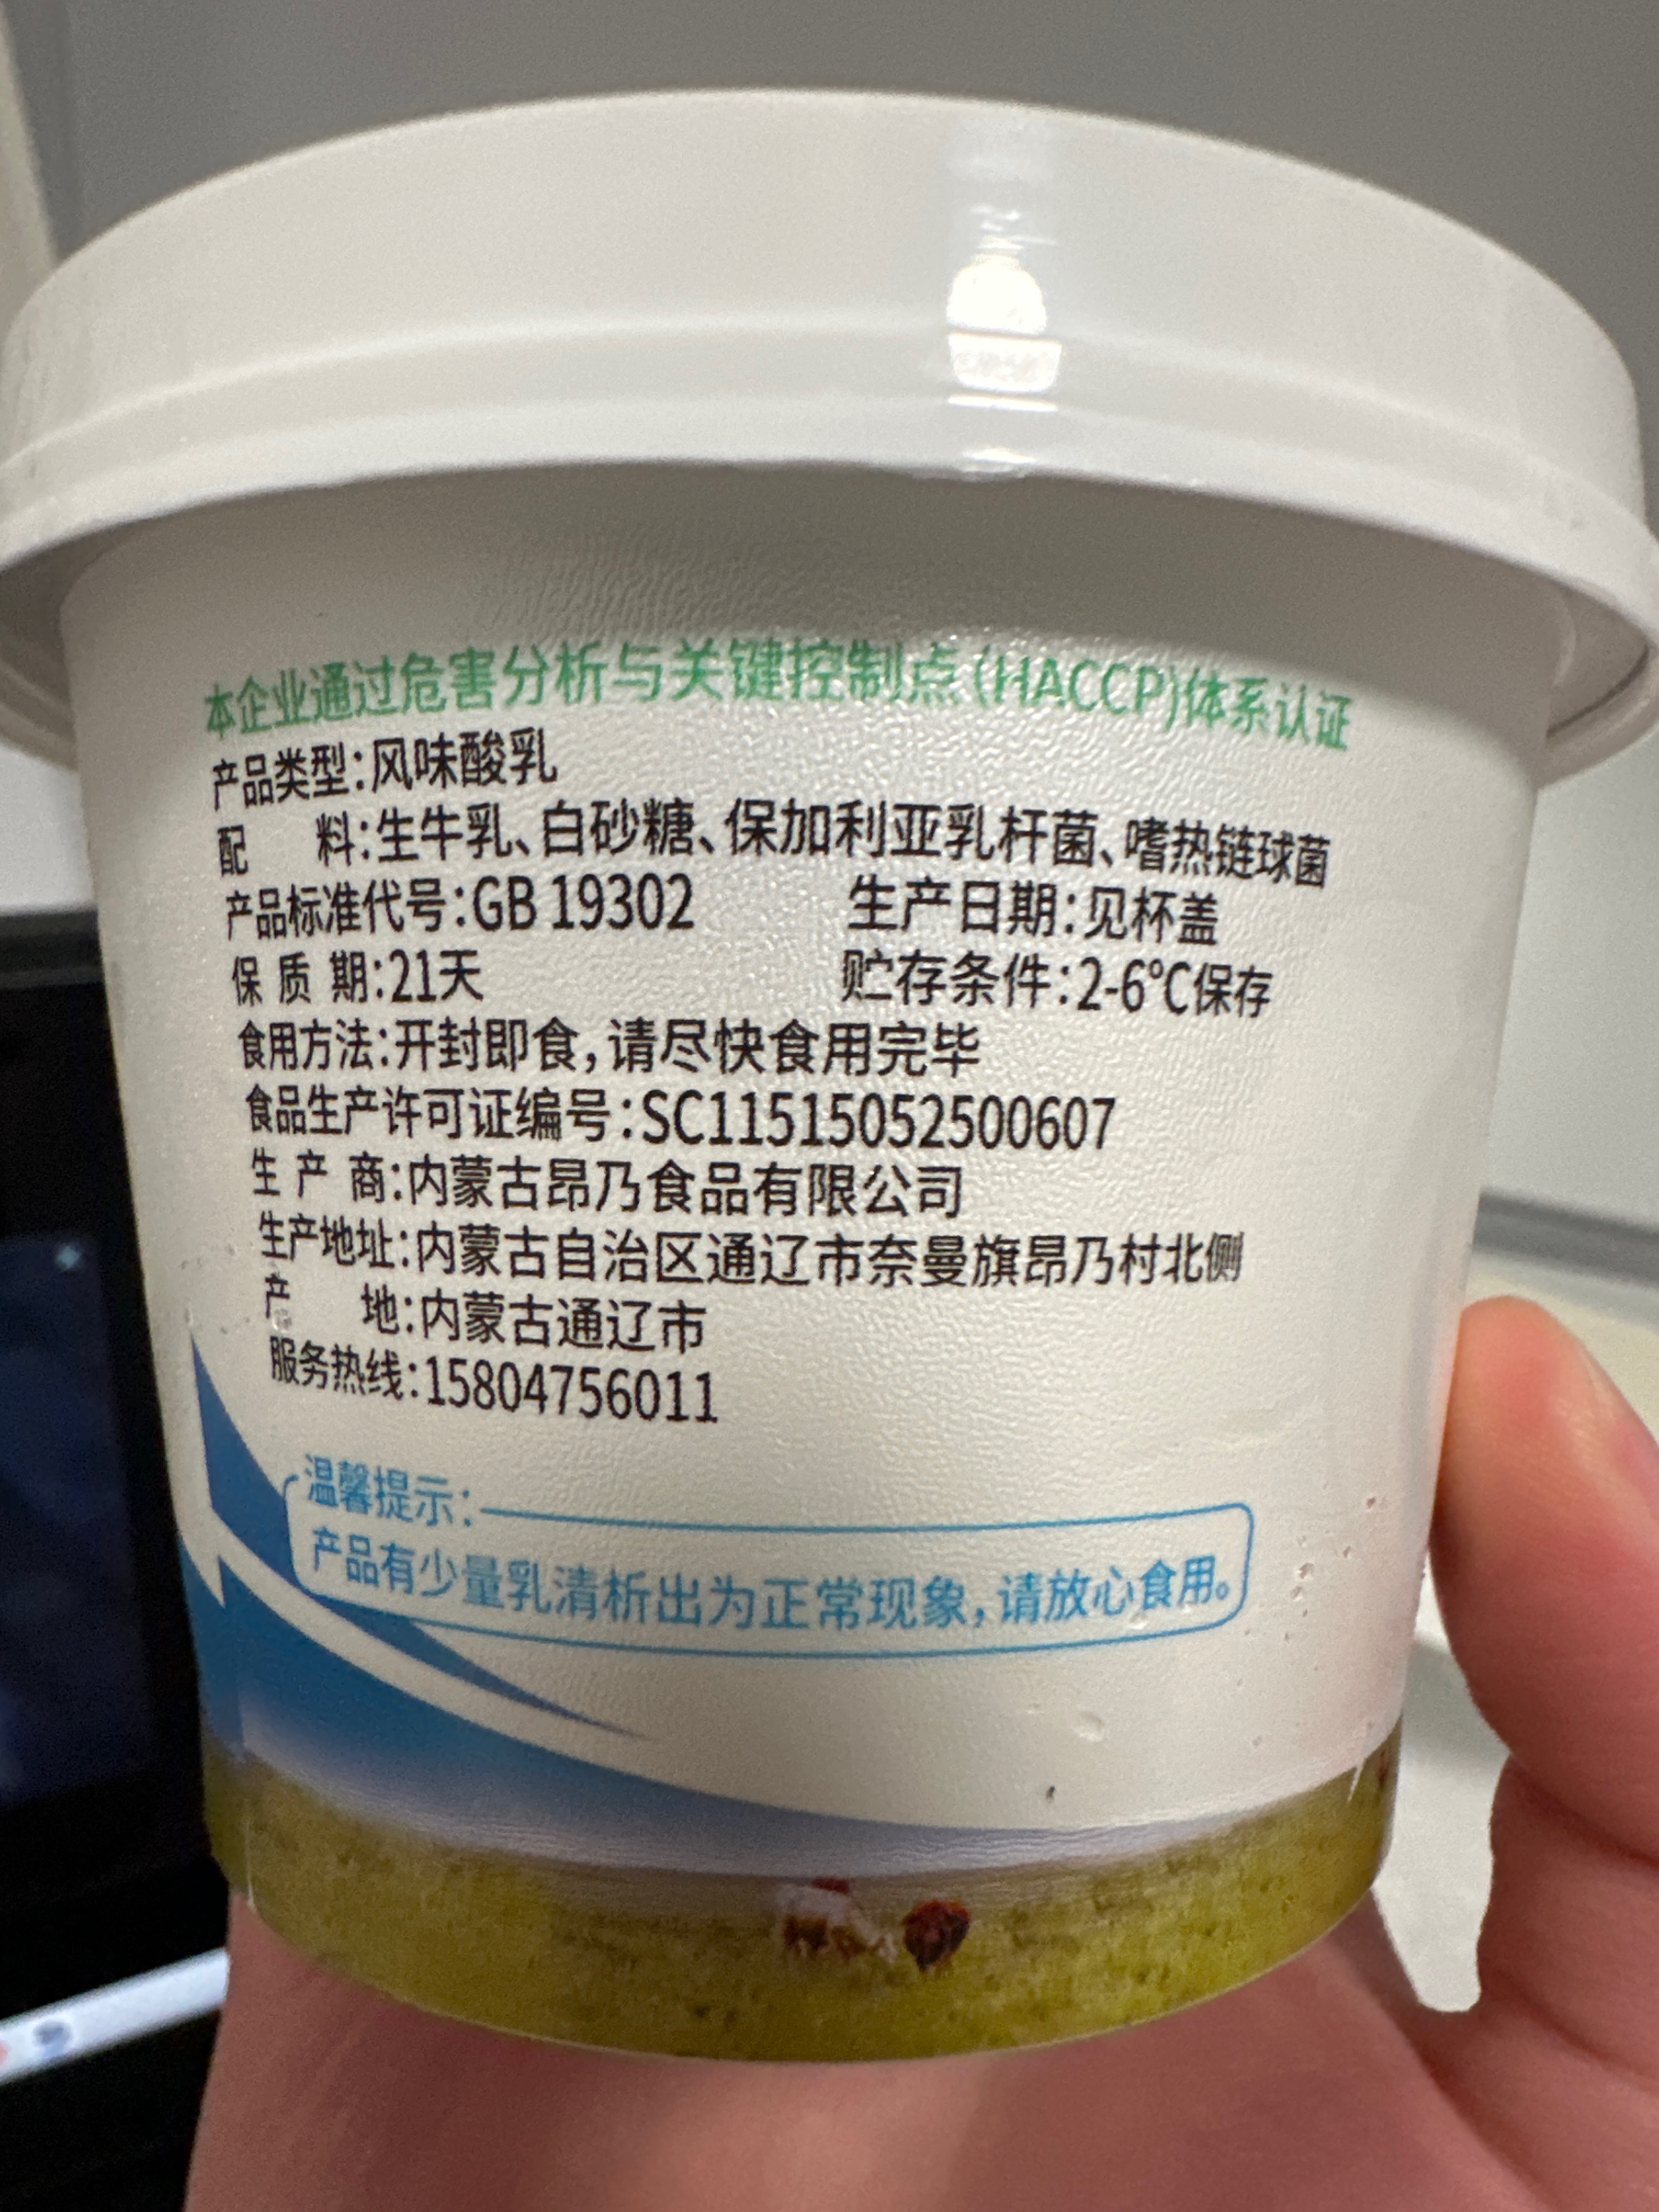 本企业通过危害分析与关键控制点(HACCP)体系认证
产品类型:风味酸乳
配 料:生牛乳、白砂糖、保加利亚乳杆菌、嗜热链球菌
产品标准代号:GB 19302 生产日期:见杯盖
保 质 期:21天 贮存条件:2-6℃保存
食用方法:开封即食,请尽快食用完毕
食品生产许可证编号:SC11515052500607
生 产 商:内蒙古昂乃食品有限公司
生产地址:内蒙古自治区通辽市奈曼旗昂乃村北侧
产 地:内蒙古通辽市
服务热线:15804756011
温馨提示:
产品有少量乳清析出为正常现象,请放心食用。